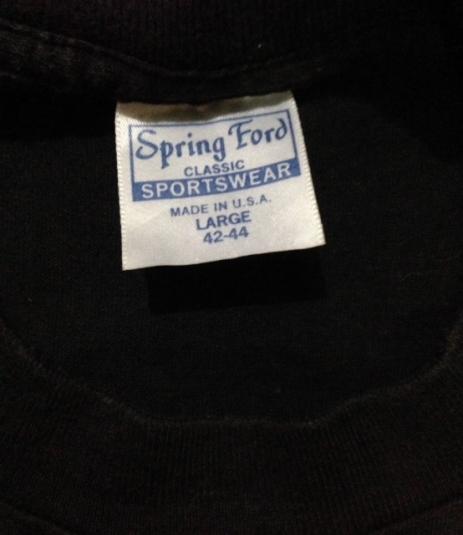 Spring Ford
CLASSIC
SPORTSWEAR
MADE IN U.S.A.
LARGE
42-44